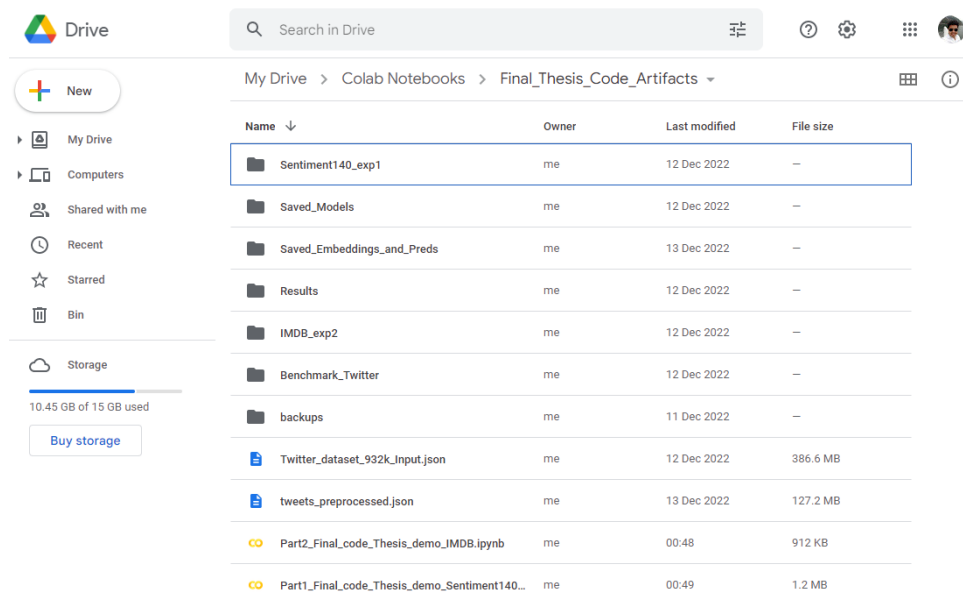 Drive
Search in Drive
New
My Drive
Computers
Shared with me
Recent
Starred
Bin
Storage
10.45 GB of 15 GB used
Buy storage
My Drive > Colab Notebooks > Final_Thesis_Code_Artifacts
Name Owner Last modified File size
Sentiment140_exp1 me 12 Dec 2022 —
Saved_Models me 12 Dec 2022 —
Saved_Embeddings_and_Preds me 13 Dec 2022 —
Results me 12 Dec 2022 —
IMDB_exp2 me 12 Dec 2022 —
Benchmark_Twitter me 12 Dec 2022 —
backups me 11 Dec 2022 —
Twitter_dataset_932k_Input.json me 12 Dec 2022 386.6 MB
tweets_preprocessed.json me 13 Dec 2022 127.2 MB
Part2_Final_code_Thesis_demo_IMDB.ipynb me 00:48 912 KB
Part1_Final_code_Thesis_demo_Sentiment140... me 00:49 1.2 MB